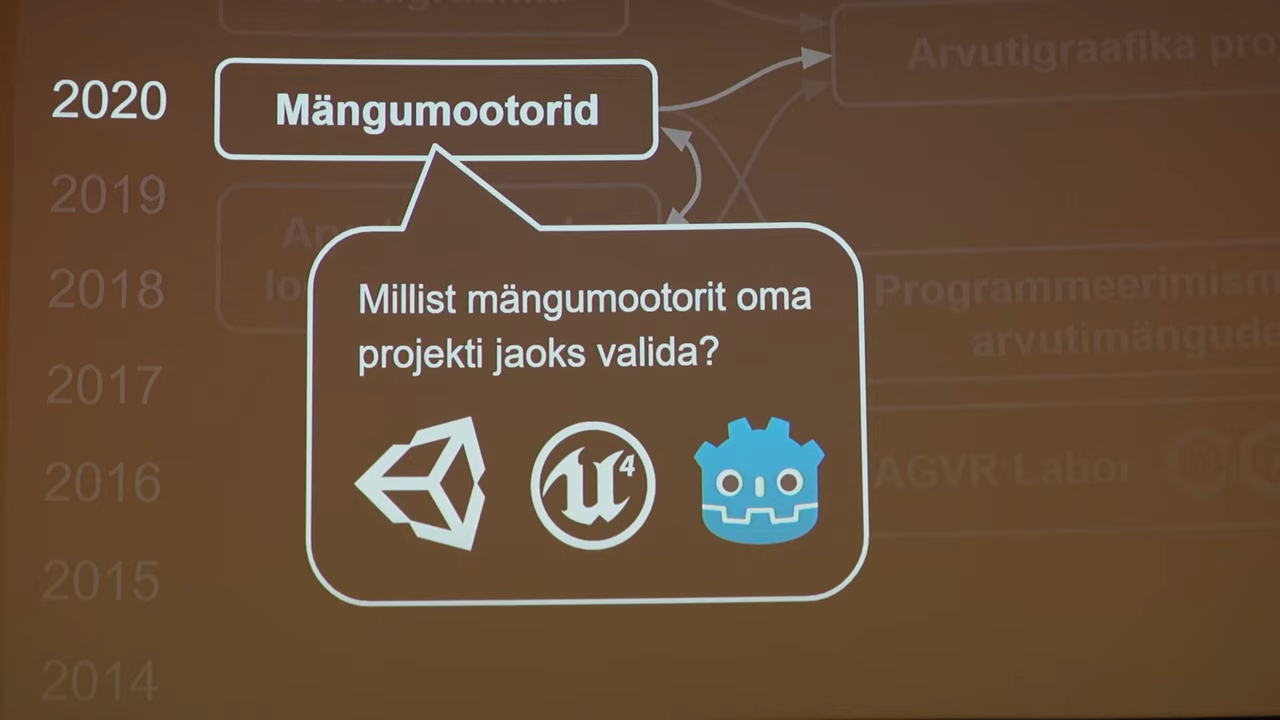 Arvutigraafika pro
2020
Mängumootorid
2019
2018
Programmeerimism
arvutimängude
Millist mängumootorit oma
projekti jaoks valida?
2017
2016
AGVR Labor
U4
2015
2014